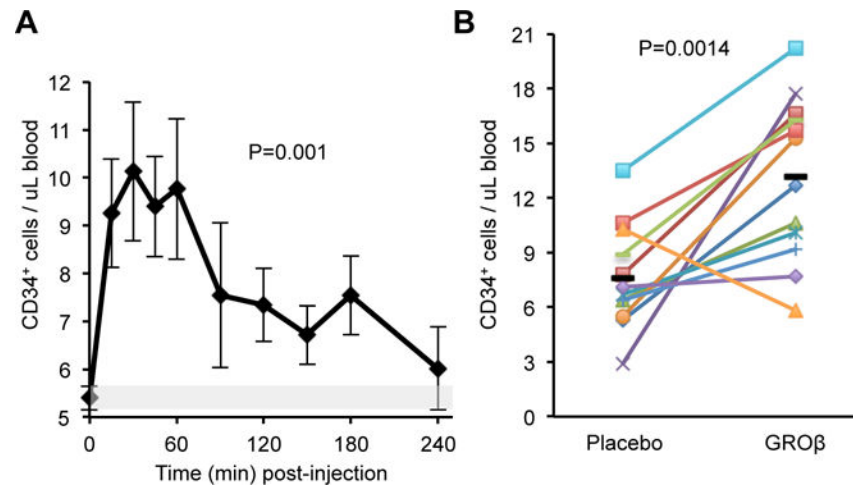 A
B
P=0.001
P=0.0014
CD34+ cells / uL blood
12
11
10
9
8
7
6
5
0
60
120
180
240
Time (min) post-injection
CD34+ cells / uL blood
21
18
15
12
9
6
3
0
Placebo
GROβ